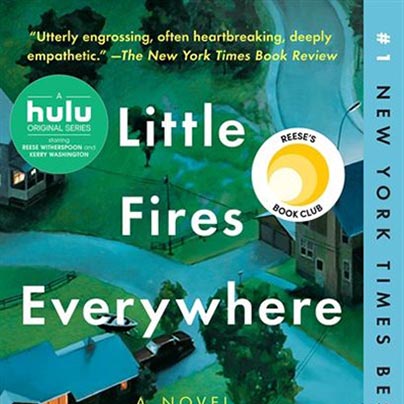 "Utterly engrossing, often heartbreaking, deeply
empathetic." —The New York Times Book Review
A
hulu
ORIGINAL SERIES
starring
REESE WITHERSPOON and
KERRY WASHINGTON
Little
Fires
Everywhere
REESE'S
BOOK CLUB
A NOVEL
#1 NEW YORK TIMES BE